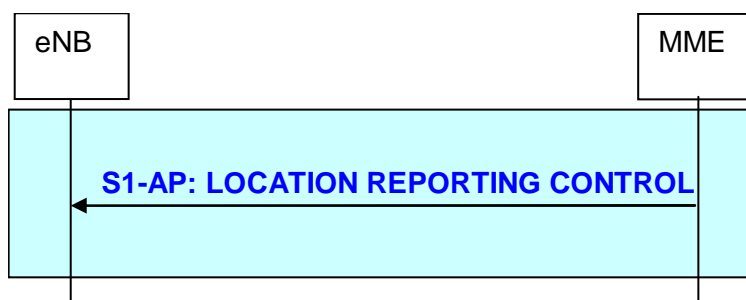 eNB
MME
S1-AP: LOCATION REPORTING CONTROL